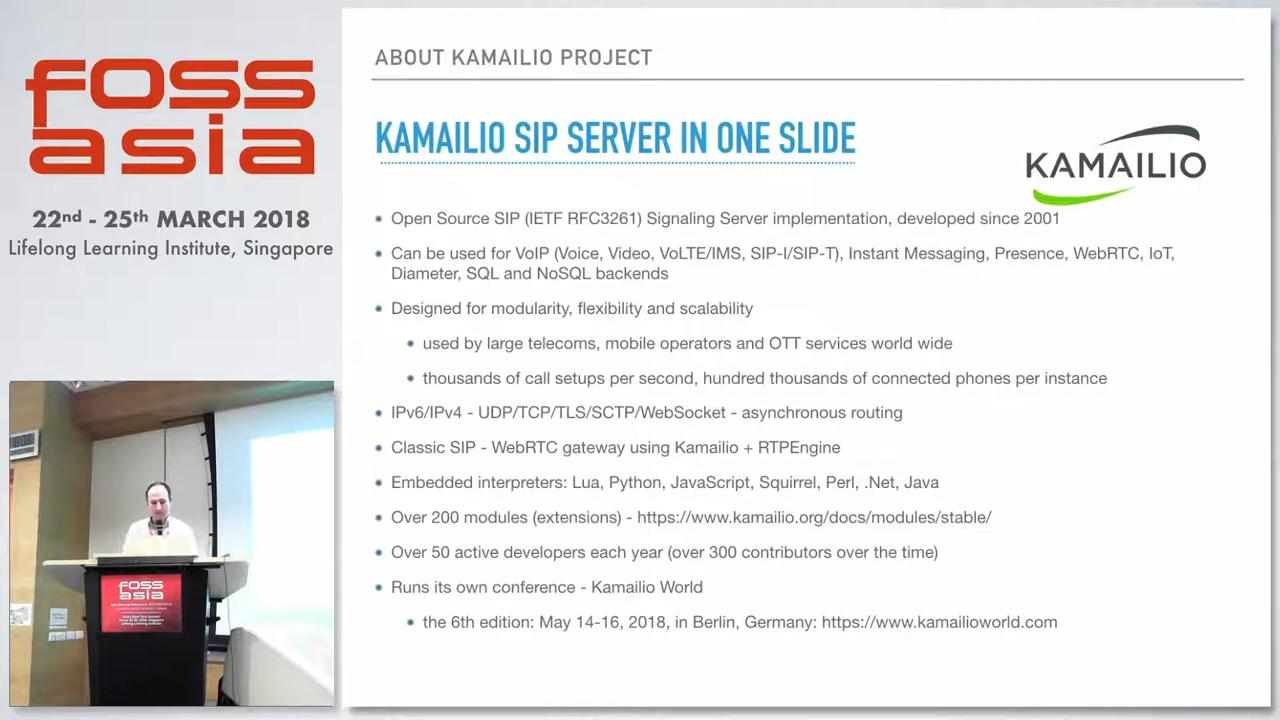 foss
asia
22nd - 25th MARCH 2018
Lifelong Learning Institute, Singapore
ABOUT KAMAILIO PROJECT
KAMAILIO SIP SERVER IN ONE SLIDE
KAMAILIO
• Open Source SIP (IETF RFC3261) Signaling Server implementation, developed since 2001
• Can be used for VoIP (Voice, Video, VoLTE/IMS, SIP-I/SIP-T), Instant Messaging, Presence, WebRTC, IoT,
Diameter, SQL and NoSQL backends
• Designed for modularity, flexibility and scalability
• used by large telecoms, mobile operators and OTT services world wide
• thousands of call setups per second, hundred thousands of connected phones per instance
• IPv6/IPv4 - UDP/TCP/TLS/SCTP/WebSocket - asynchronous routing
• Classic SIP - WebRTC gateway using Kamailio + RTPEngine
• Embedded interpreters: Lua, Python, JavaScript, Squirrel, Perl, .Net, Java
• Over 200 modules (extensions) - https://www.kamailio.org/docs/modules/stable/
• Over 50 active developers each year (over 300 contributors over the time)
• Runs its own conference - Kamailio World
• the 6th edition: May 14-16, 2018, in Berlin, Germany: https://www.kamailioworld.com
foss
asia